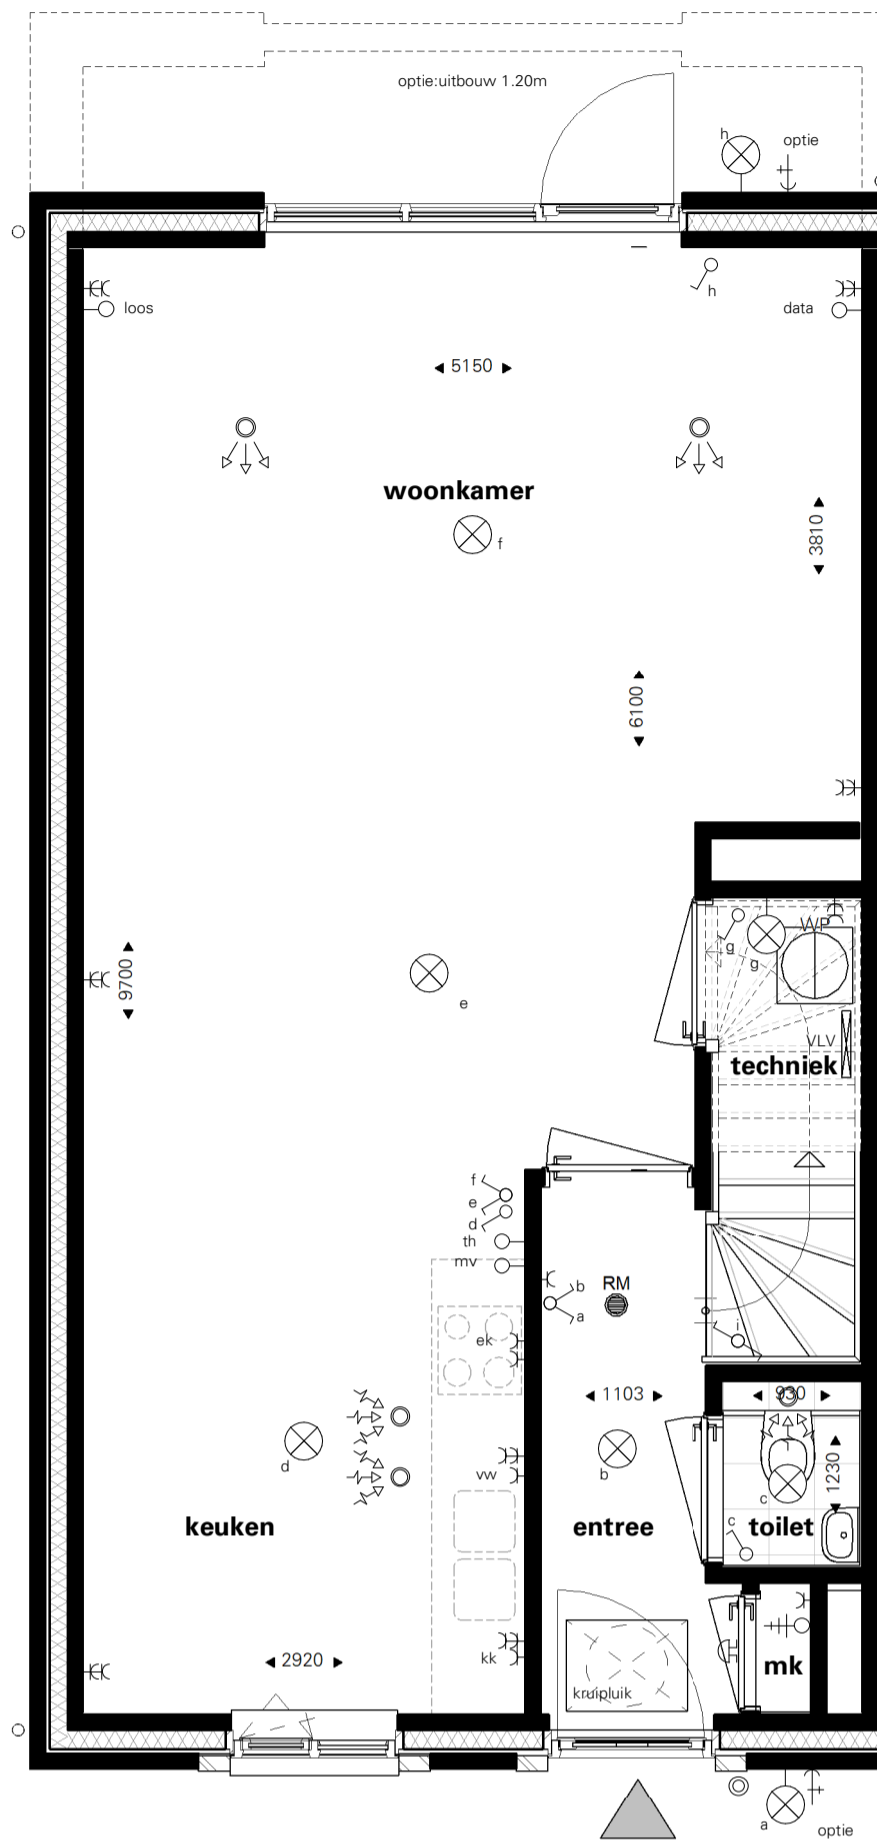 optie:uitbouw 1.20m
h
optie
h
loos
data
5150
woonkamer
f
3810
6100
9700
e
WP
g
g
VLV
techniek
f
e
d
th
mv
b
RM
a
i
ek
1103
930
d
b
vw
1230
c
c
keuken
entree
toilet
2920
kk
mk
kruipluik
a
optie